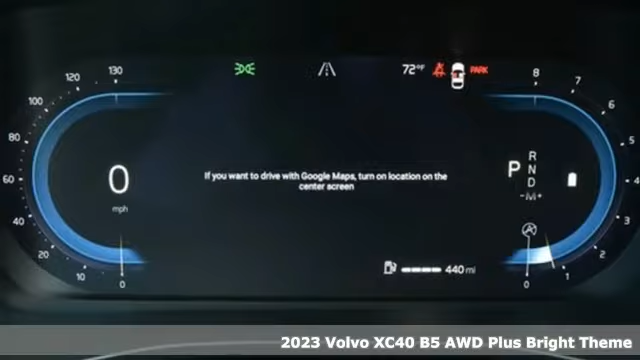 72°F
PARK
130
120
100
80
60
40
20
10
0
0
mph
If you want to drive with Google Maps, turn on location on the
center screen
8
7
6
5
4
3
2
1
0
P
R
N
D
-M+
440 mi
2023 Volvo XC40 B5 AWD Plus Bright Theme